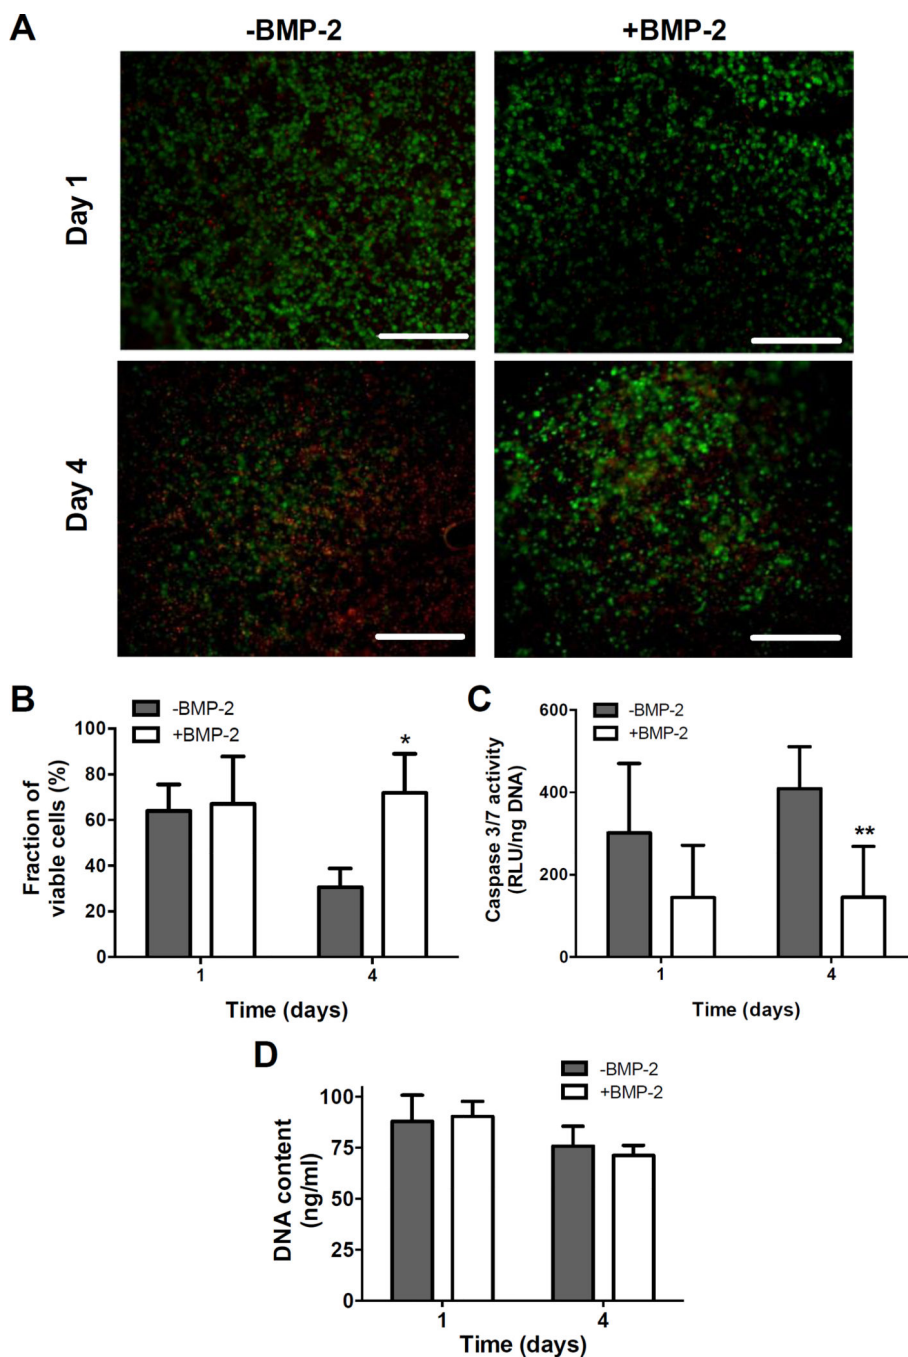 A
-BMP-2
+BMP-2
Day 1
Day 4
B
-BMP-2
+BMP-2
100
80
60
40
20
0
Fraction of
viable cells (%)
*
1
4
Time (days)
C
-BMP-2
+BMP-2
600
400
200
0
Caspase 3/7 activity
(RLU/ng DNA)
**
1
4
Time (days)
D
-BMP-2
+BMP-2
100
75
50
25
0
DNA content
(ng/ml)
1
4
Time (days)